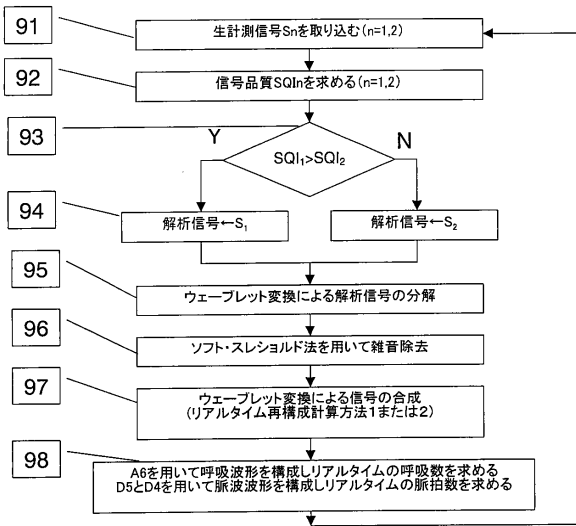 91
生計測信号Snを取り込む(n=1,2)
92
信号品質SQInを求める(n=1,2)
93
Y
N
SQI₁>SQI₂
94
解析信号←S₁
解析信号←S₂
95
ウェーブレット変換による解析信号の分解
96
ソフト・スレショルド法を用いて雑音除去
97
ウェーブレット変換による信号の合成
(リアルタイム再構成計算方法1または2)
98
A6を用いて呼吸波形を構成しリアルタイムの呼吸数を求める
D5とD4を用いて脈波波形を構成しリアルタイムの脈拍数を求める